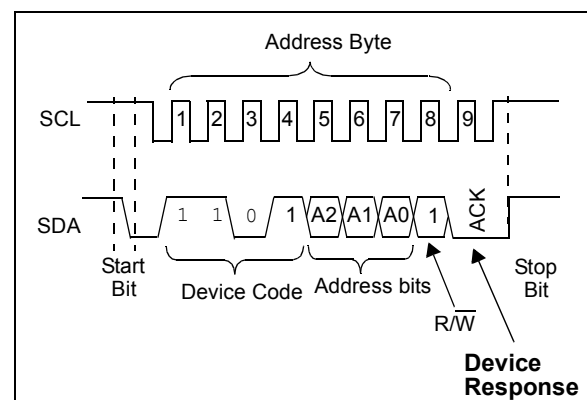 Address Byte
SCL 1 2 3 4 5 6 7 8 9
SDA 1 1 0 1 A2 A1 A0 1 ACK
Start Bit
Device Code
Address bits
R/W̅
Stop Bit
Device Response